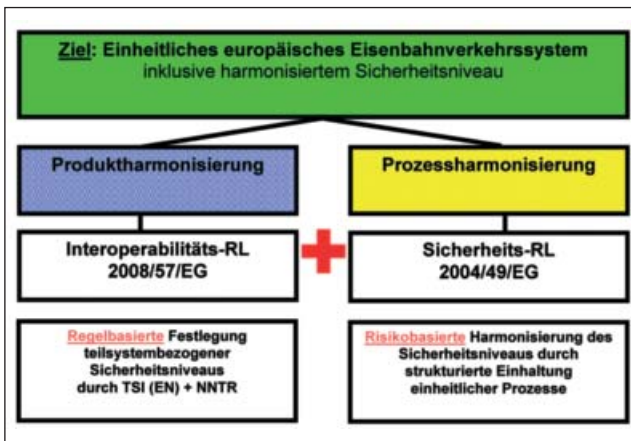 Ziel: Einheitliches europäisches Eisenbahnverkehrssystem
inklusive harmonisiertem Sicherheitsniveau
Produktharmonisierung
Prozessharmonisierung
Interoperabilitäts-RL
2008/57/EG
Sicherheits-RL
2004/49/EG
Regelbasierte Festlegung
teilsystembezogener
Sicherheitsniveaus
durch TSI (EN) + NNTR
Risikobasierte Harmonisierung des
Sicherheitsniveaus durch
strukturierte Einhaltung
einheitlicher Prozesse